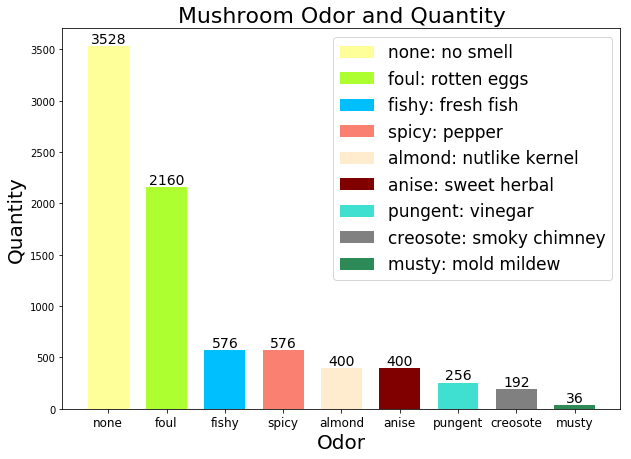 Mushroom Odor and Quantity
3528
2160
576
576
400
400
256
192
36
none: no smell
foul: rotten eggs
fishy: fresh fish
spicy: pepper
almond: nutlike kernel
anise: sweet herbal
pungent: vinegar
creosote: smoky chimney
musty: mold mildew
Quantity
3500
3000
2500
2000
1500
1000
500
0
none foul fishy spicy almond anise pungent creosote musty
Odor